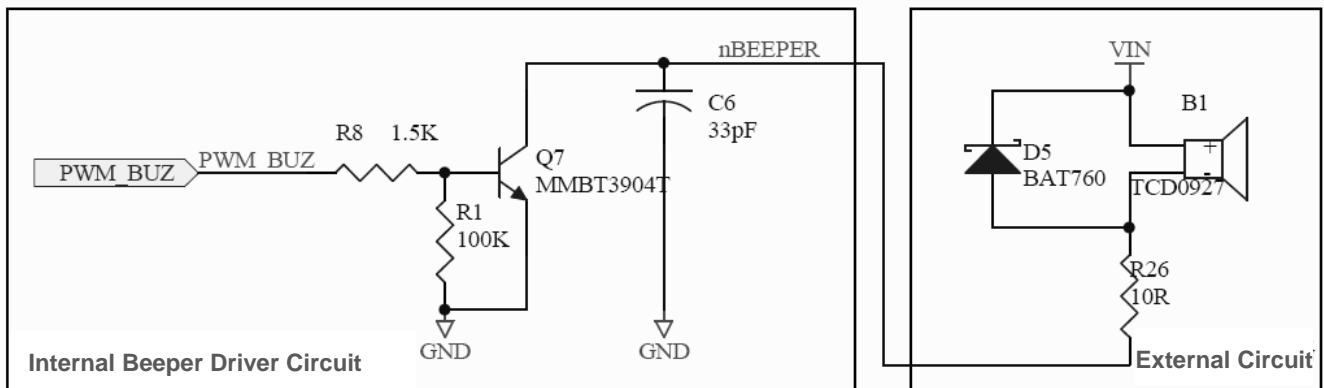 nBEEPER
C6
33pF
R8 1.5K
PWM_BUZ
PWM_BUZ
Q7
MMBT3904T
R1
100K
GND
GND
Internal Beeper Driver Circuit
VIN
B1
+
-
D5
BAT760
TCD0927
R26
10R
External Circuit